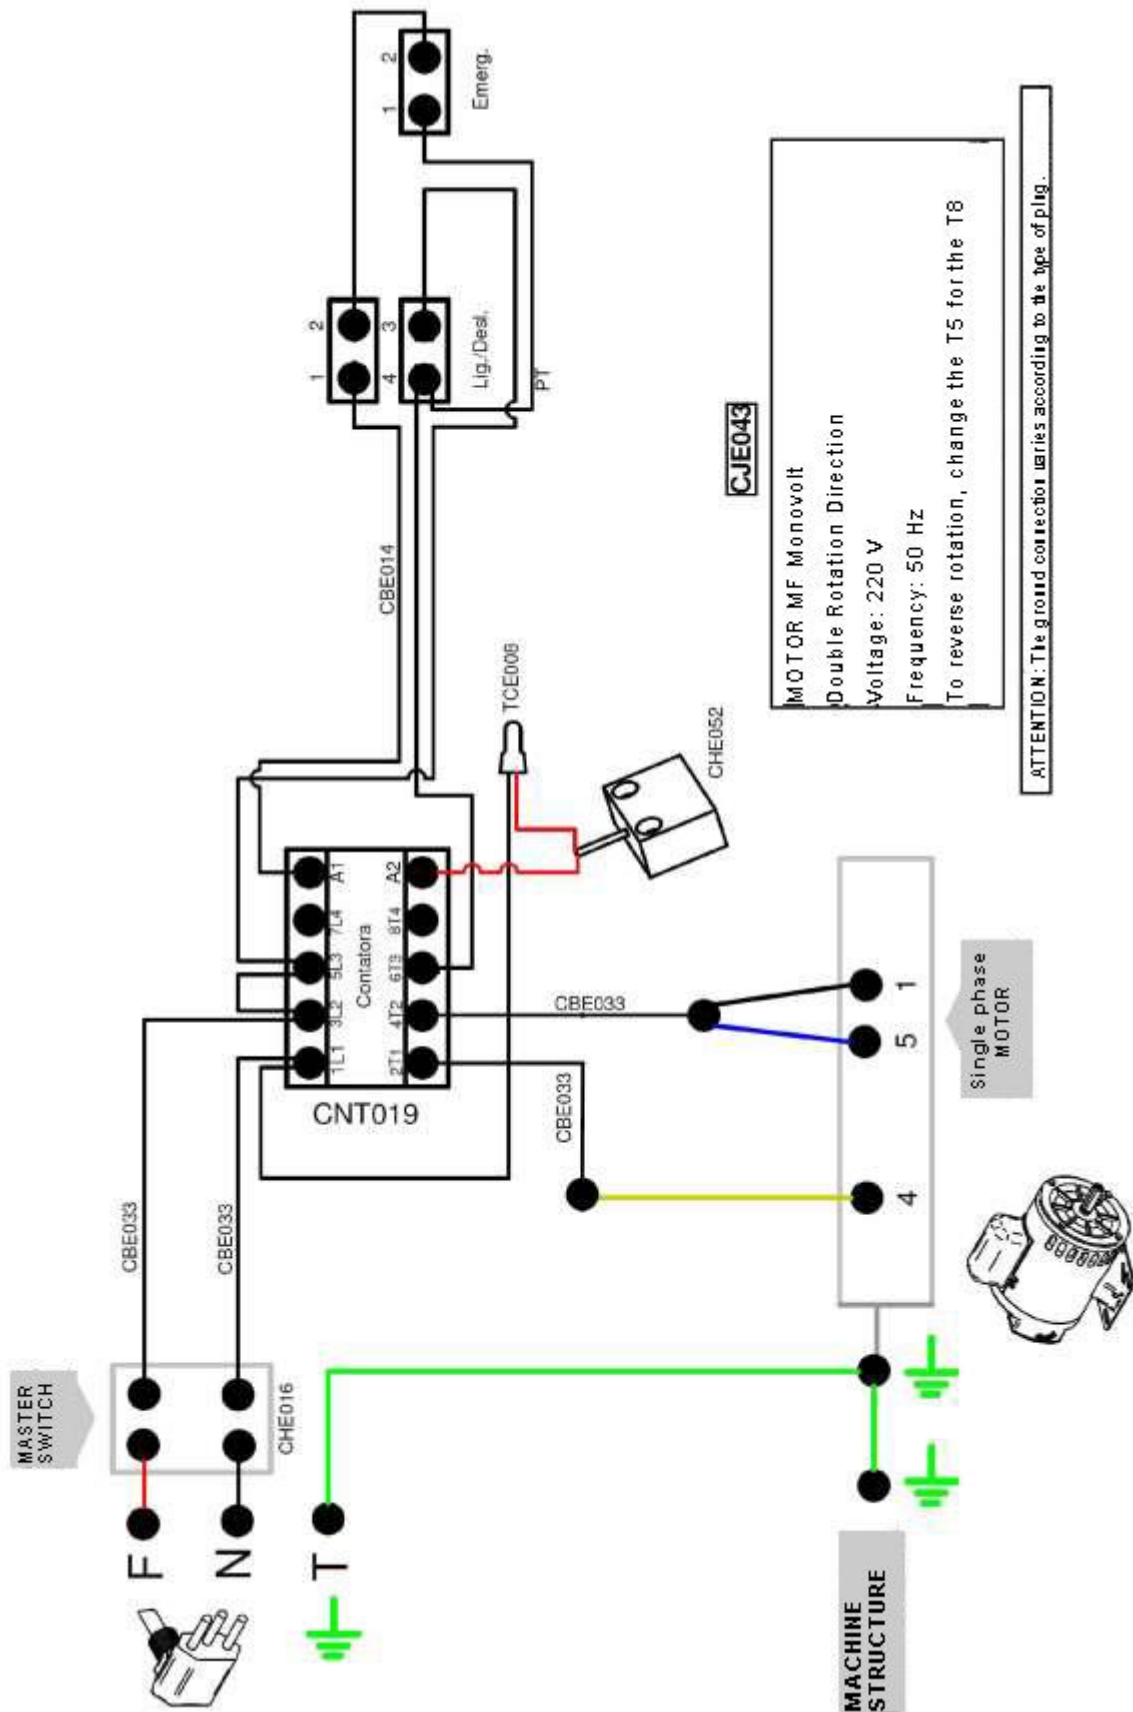 MASTER
SWITCH
F
N
T
CHE016
CBE033
CBE033
CNT019
Contatora
1L1
3L2
5L3
7L4
A1
2T1
4T2
6T3
8T4
A2
CBE014
1
2
4
3
Lig./Desl.
PT
1
2
Emerg.
TCE008
CHE052
CBE033
CBE033
4
5
1
Single phase
MOTOR
MACHINE
STRUCTURE
CJE043
MOTOR MF Monovolt
Double Rotation Direction
Voltage: 220 V
Frequency: 50 Hz
To reverse rotation, change the T5 for the T8
ATTENTION: The ground connection varies according to the type of plug.